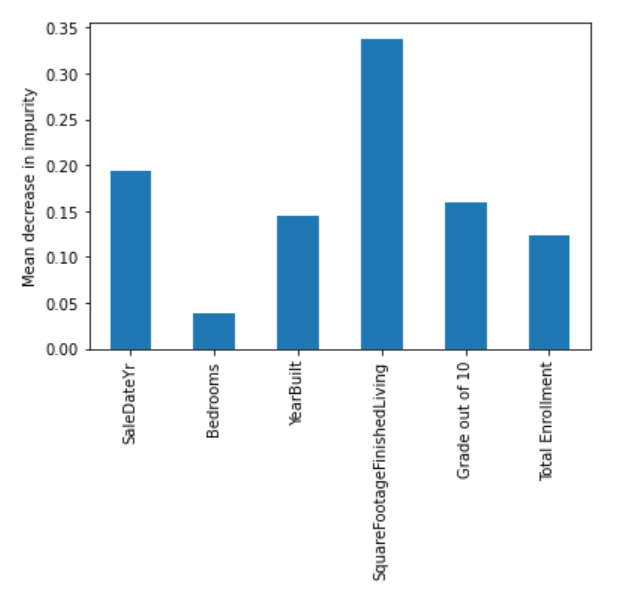 0.35
0.30
0.25
0.20
0.15
0.10
0.05
0.00
Mean decrease in impurity
SaleDateYr
Bedrooms
YearBuilt
SquareFootageFinishedLiving
Grade out of 10
Total Enrollment